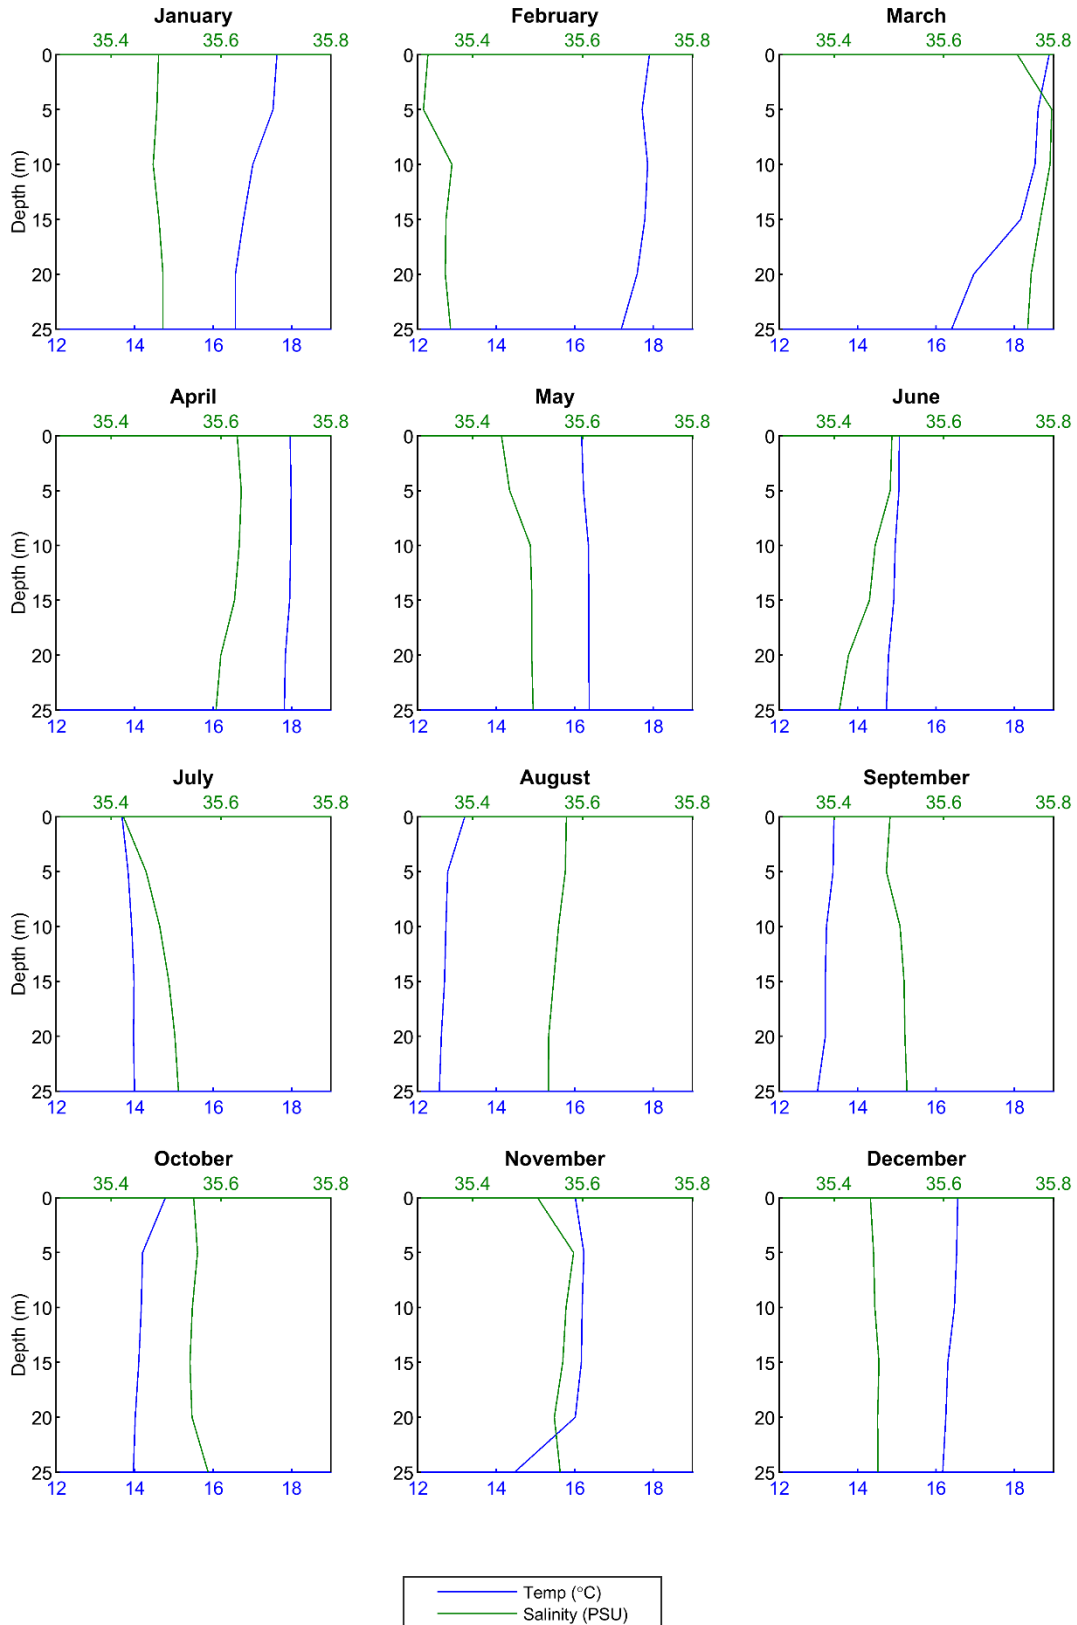 January February March
35.4 35.6 35.8 35.4 35.6 35.8 35.4 35.6 35.8
0 0 0
5 5 5
10 10 10
Depth (m)
15 15 15
20 20 20
25 25 25
12 14 16 18 12 14 16 18 12 14 16 18
April May June
35.4 35.6 35.8 35.4 35.6 35.8 35.4 35.6 35.8
0 0 0
5 5 5
10 10 10
Depth (m)
15 15 15
20 20 20
25 25 25
12 14 16 18 12 14 16 18 12 14 16 18
July August September
35.4 35.6 35.8 35.4 35.6 35.8 35.4 35.6 35.8
0 0 0
5 5 5
10 10 10
Depth (m)
15 15 15
20 20 20
25 25 25
12 14 16 18 12 14 16 18 12 14 16 18
October November December
35.4 35.6 35.8 35.4 35.6 35.8 35.4 35.6 35.8
0 0 0
5 5 5
10 10 10
Depth (m)
15 15 15
20 20 20
25 25 25
12 14 16 18 12 14 16 18 12 14 16 18
Temp (°C)
Salinity (PSU)